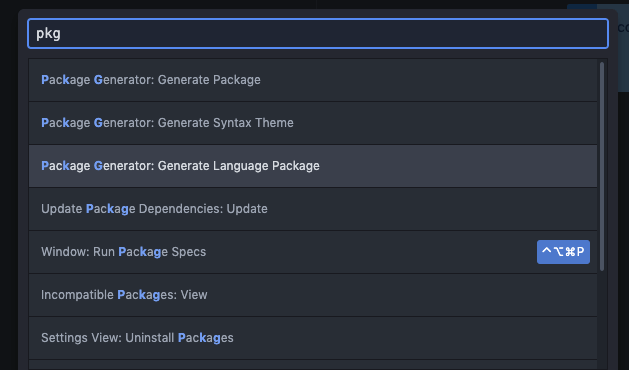 pkg
Package Generator: Generate Package
Package Generator: Generate Syntax Theme
Package Generator: Generate Language Package
Update Package Dependencies: Update
Window: Run Package Specs ^⌥⌘P
Incompatible Packages: View
Settings View: Uninstall Packages